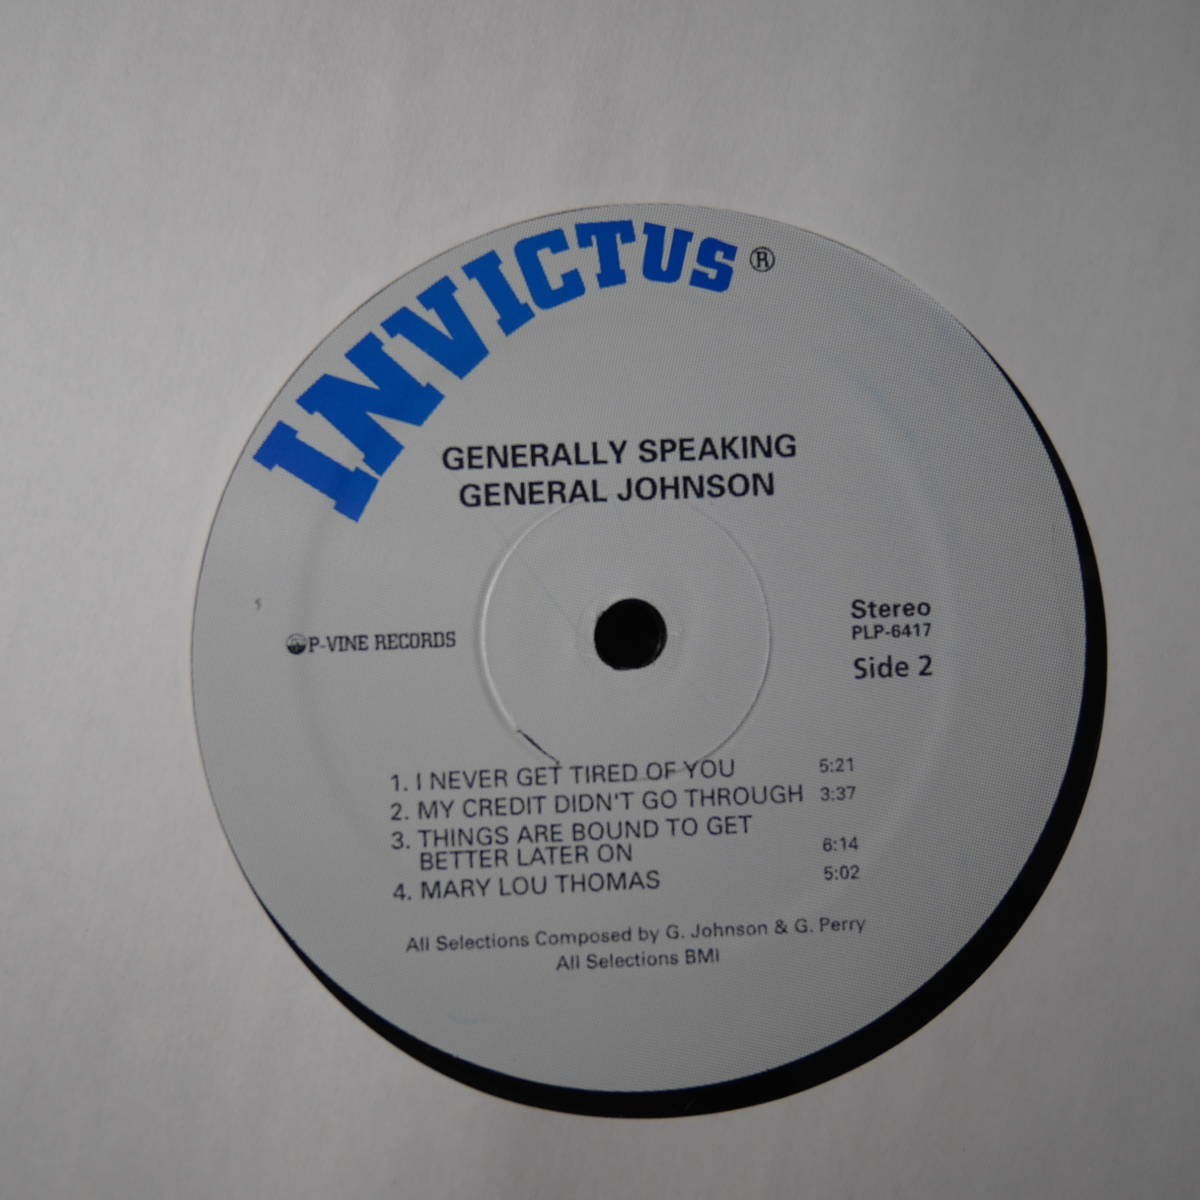 INVICTUS ®
GENERALLY SPEAKING
GENERAL JOHNSON
P-VINE RECORDS
Stereo
PLP-6417
Side 2
1. I NEVER GET TIRED OF YOU 5:21
2. MY CREDIT DIDN'T GO THROUGH 3:37
3. THINGS ARE BOUND TO GET
BETTER LATER ON 6:14
4. MARY LOU THOMAS 5:02
All Selections Composed by G. Johnson & G. Perry
All Selections BMI